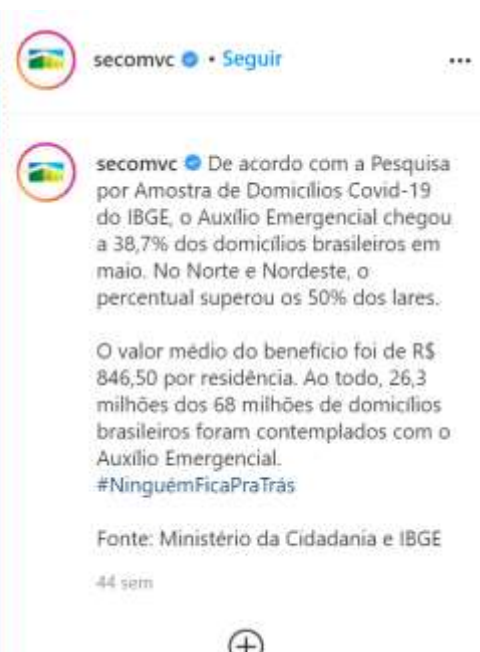 secomvc • Seguir
secomvc De acordo com a Pesquisa
por Amostra de Domicílios Covid-19
do IBGE, o Auxílio Emergencial chegou
a 38,7% dos domicílios brasileiros em
maio. No Norte e Nordeste, o
percentual superou os 50% dos lares.
O valor médio do benefício foi de R$
846,50 por residência. Ao todo, 26,3
milhões dos 68 milhões de domicílios
brasileiros foram contemplados com o
Auxílio Emergencial.
#NinguémFicaPraTrás
Fonte: Ministério da Cidadania e IBGE
44 sem